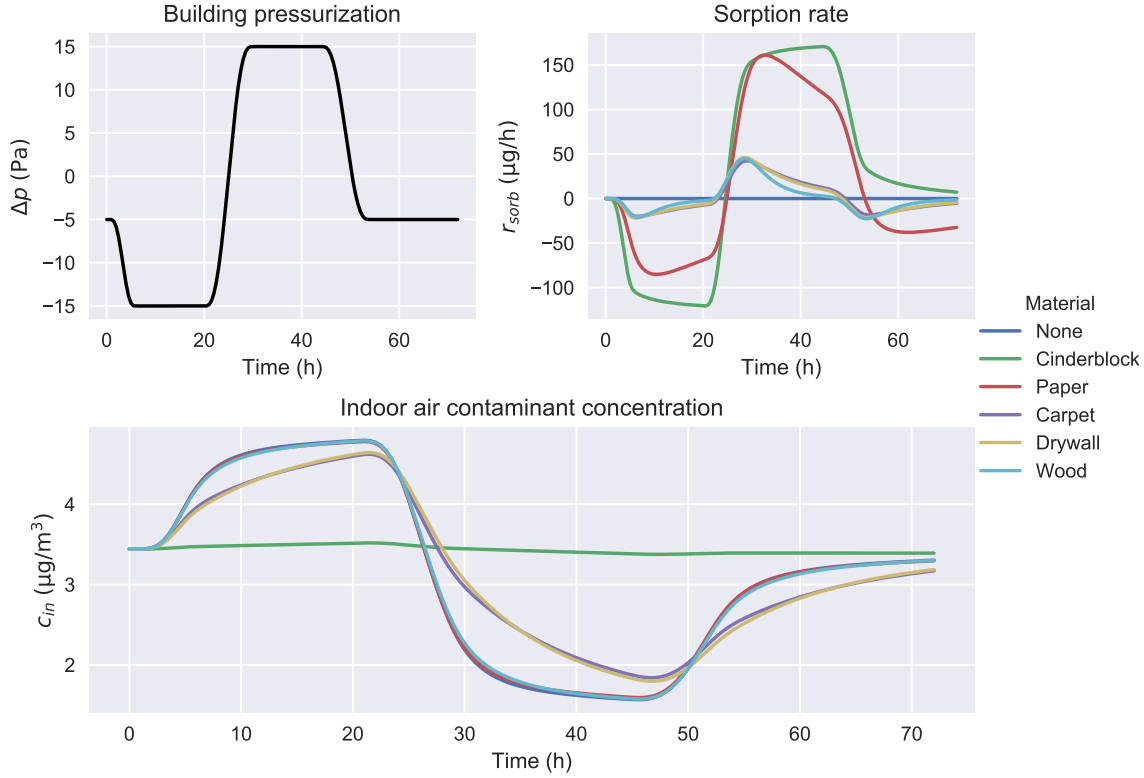 Building pressurization
15
10
5
0
−5
−10
−15
Δp (Pa)
0
20
40
60
Time (h)
Sorption rate
150
100
50
0
−50
−100
r_sorb (μg/h)
0
20
40
60
Time (h)
Material
None
Cinderblock
Paper
Carpet
Drywall
Wood
Indoor air contaminant concentration
4
3
2
c_in (μg/m³)
0
10
20
30
40
50
60
70
Time (h)